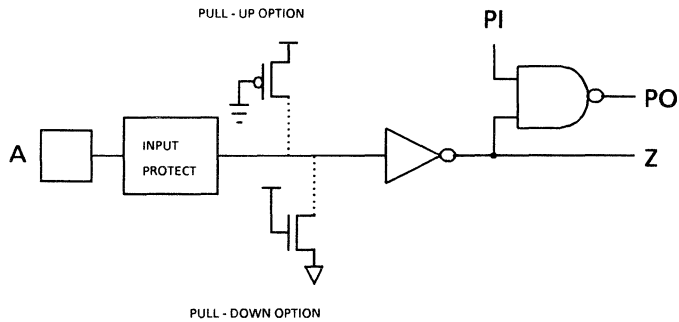 PULL - UP OPTION
PI
PO
A
INPUT
PROTECT
Z
PULL - DOWN OPTION